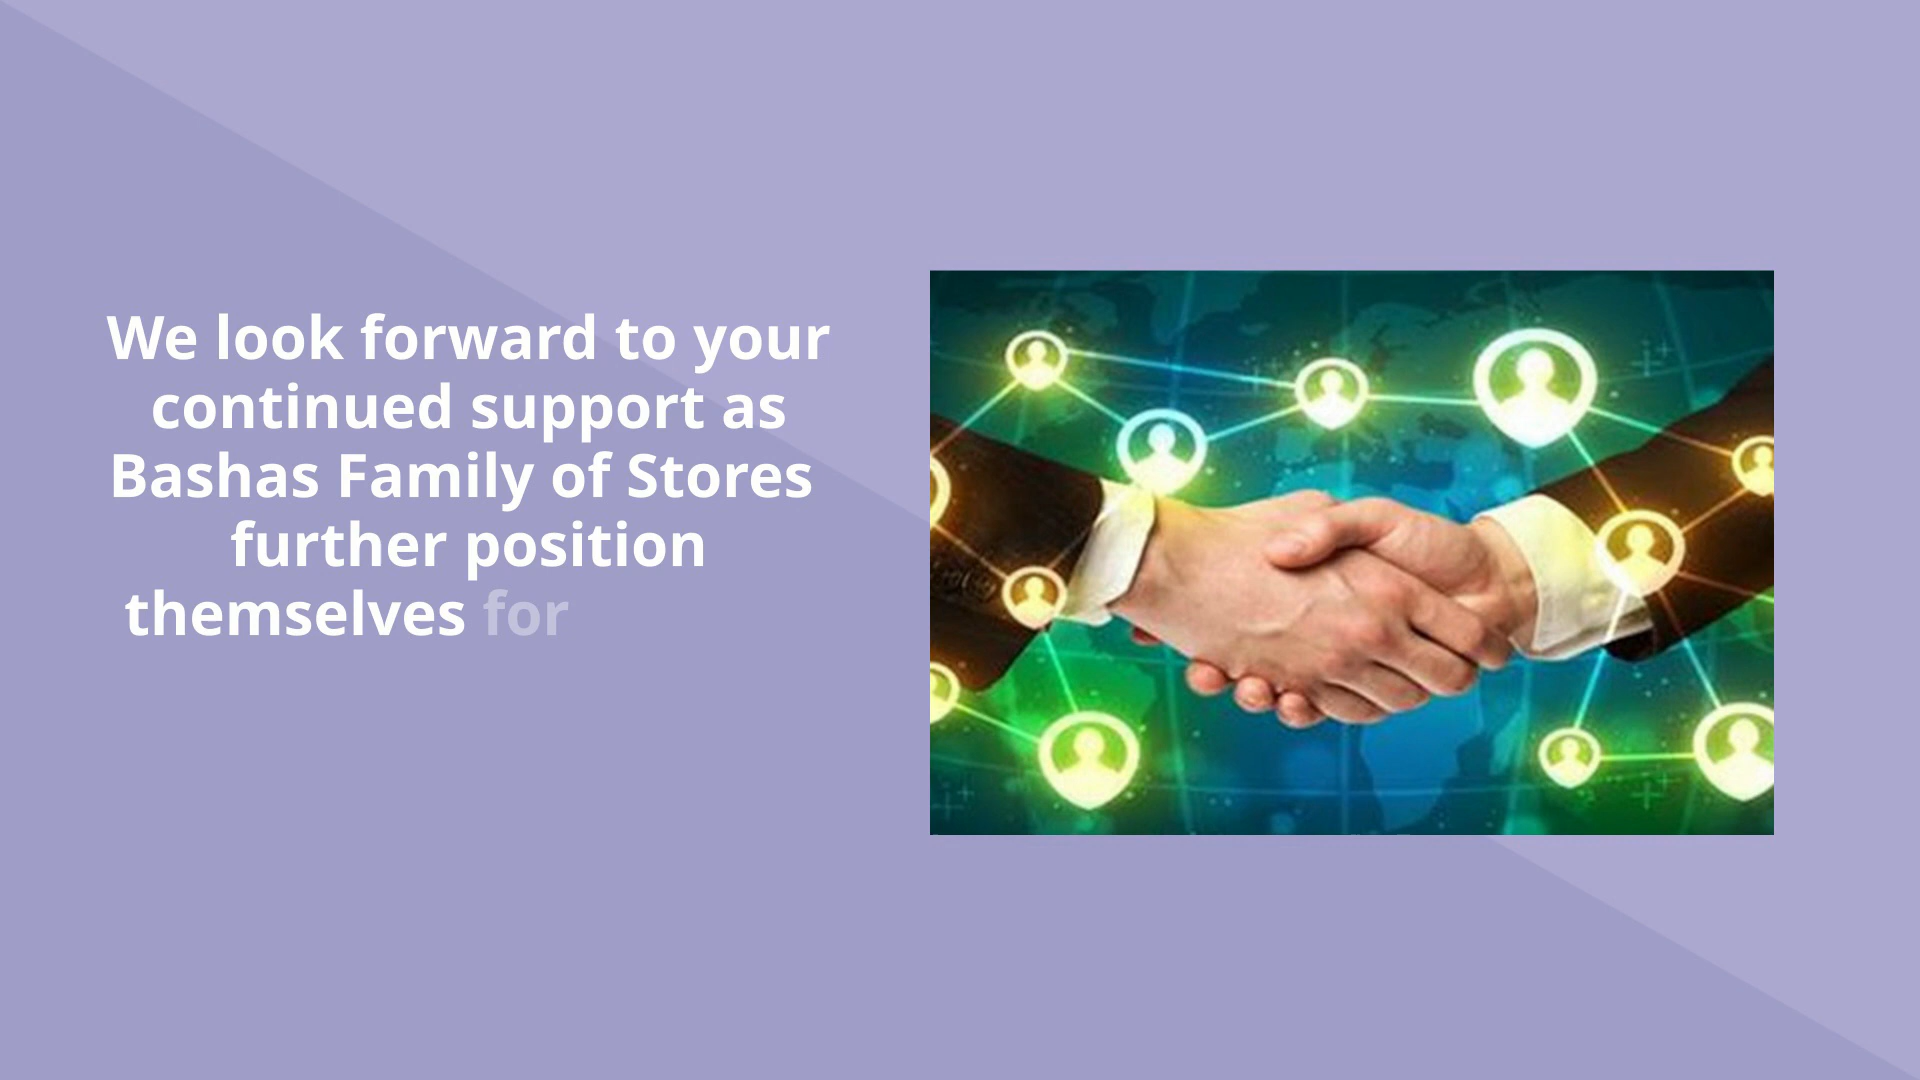 We look forward to your
continued support as
Bashas Family of Stores
further position
themselves for